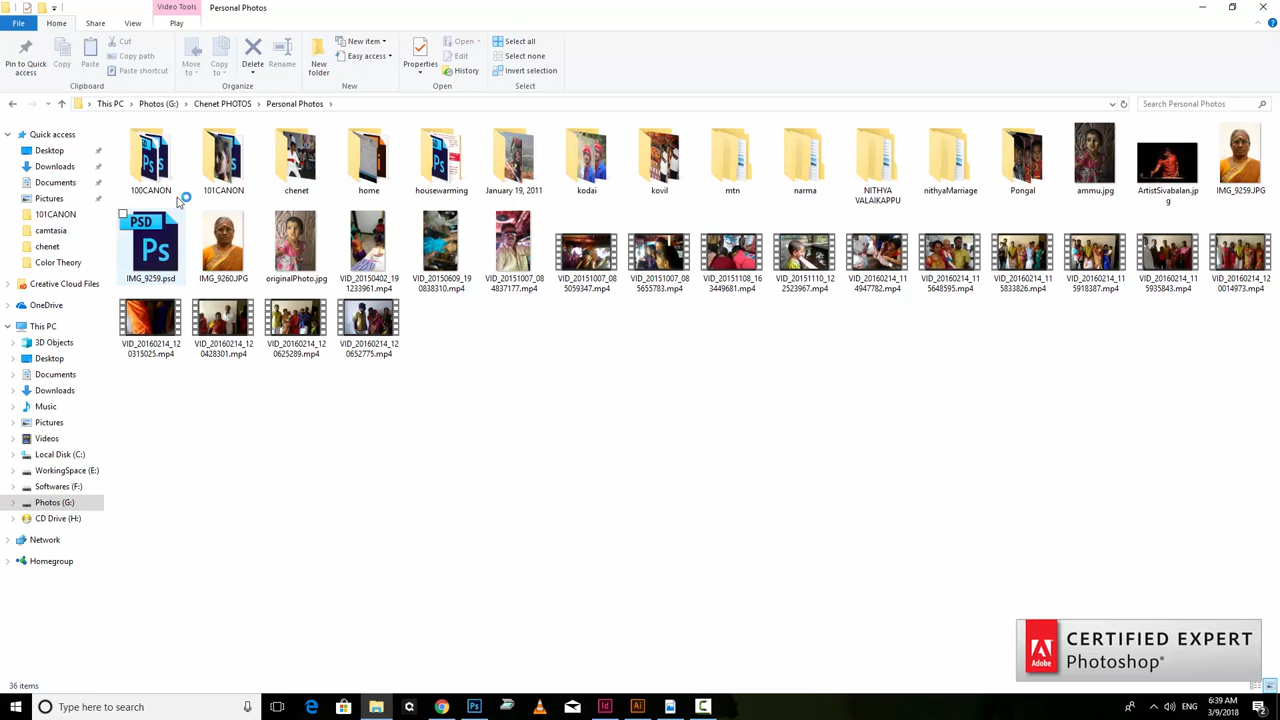 Video Tools
Personal Photos
File
Home
Share
View
Play
Pin to Quick access
Copy
Paste
Cut
Copy path
Paste shortcut
Clipboard
Move to
Copy to
Delete
Rename
Organize
New folder
New item
Easy access
New
Properties
Open
Edit
History
Open
Select all
Select none
Invert selection
Select
This PC
Photos (G:)
Chenet PHOTOS
Personal Photos
Search Personal Photos
Quick access
Desktop
Downloads
Documents
Pictures
101CANON
camtasia
chenet
Color Theory
Creative Cloud Files
OneDrive
This PC
3D Objects
Desktop
Documents
Downloads
Music
Pictures
Videos
Local Disk (C:)
WorkingSpace (E:)
Softwares (F:)
Photos (G:)
CD Drive (H:)
Network
Homegroup
100CANON
101CANON
chenet
home
housewarming
January 19, 2011
kodai
kovil
mtn
narma
NITHYA VALAIKAPPU
nithyaMarriage
Pongal
ammu.jpg
ArtistSivabalan.jpg
IMG_9259.JPG
PSD
Ps
IMG_9259.psd
IMG_9260.JPG
originalPhoto.jpg
VID_20150402_191233961.mp4
VID_20150609_190838310.mp4
VID_20151007_084837177.mp4
VID_20151007_085059347.mp4
VID_20151007_085655783.mp4
VID_20151108_163449681.mp4
VID_20151110_122523967.mp4
VID_20160214_114947782.mp4
VID_20160214_115648595.mp4
VID_20160214_115833826.mp4
VID_20160214_115918387.mp4
VID_20160214_115935843.mp4
VID_20160214_120014973.mp4
VID_20160214_120315025.mp4
VID_20160214_120428301.mp4
VID_20160214_120625289.mp4
VID_20160214_120652775.mp4
Adobe
CERTIFIED EXPERT
Photoshop®
36 items
Type here to search
ENG
6:39 AM
3/9/2018